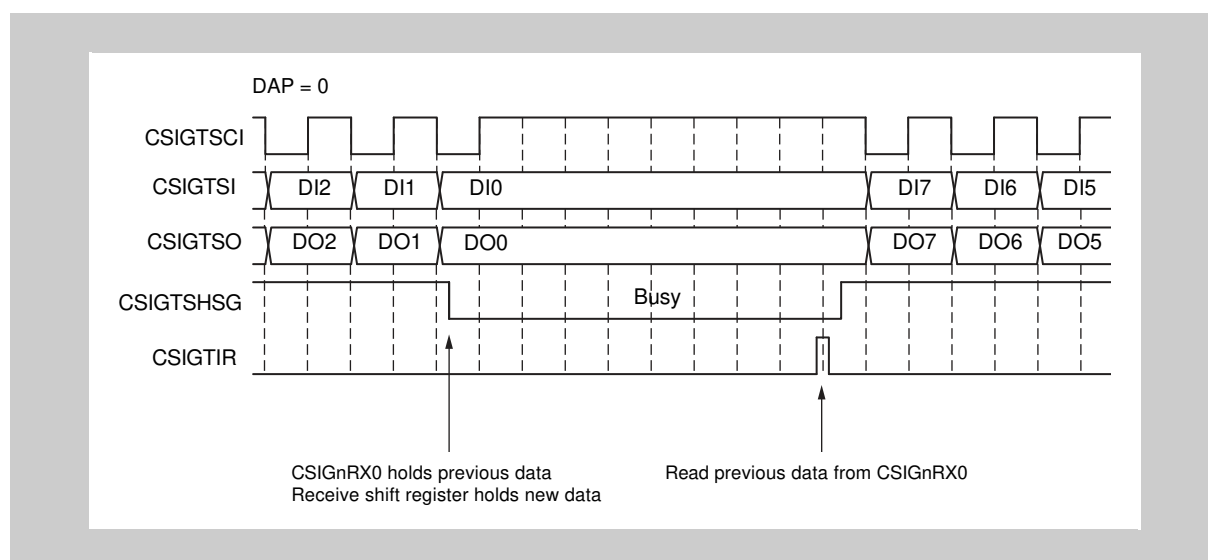 DAP = 0
CSIGTSCI
CSIGTSI DI2 DI1 DI0 DI7 DI6 DI5
CSIGTSO DO2 DO1 DO0 DO7 DO6 DO5
CSIGTSHSG Busy
CSIGTIR
CSIGnRX0 holds previous data
Receive shift register holds new data
Read previous data from CSIGnRX0